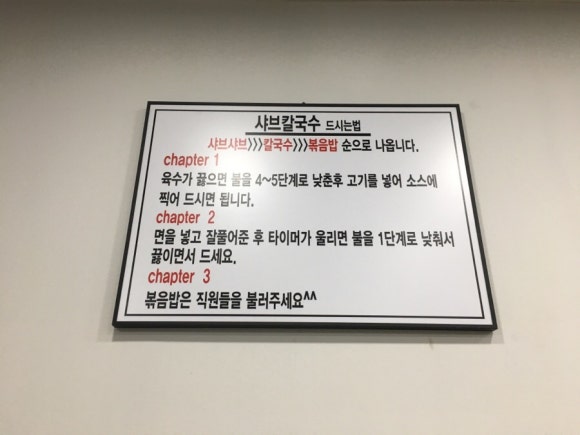 샤브칼국수 드시는법
샤브샤브>>>칼국수>>>볶음밥 순으로 나옵니다.
chapter 1
육수가 끓으면 불을 4~5단계로 낮춘후 고기를 넣어 소스에
찍어 드시면 됩니다.
chapter 2
면을 넣고 잘풀어준 후 타이머가 울리면 불을 1단계로 낮춰서
끓이면서 드세요.
chapter 3
볶음밥은 직원들을 불러주세요^^